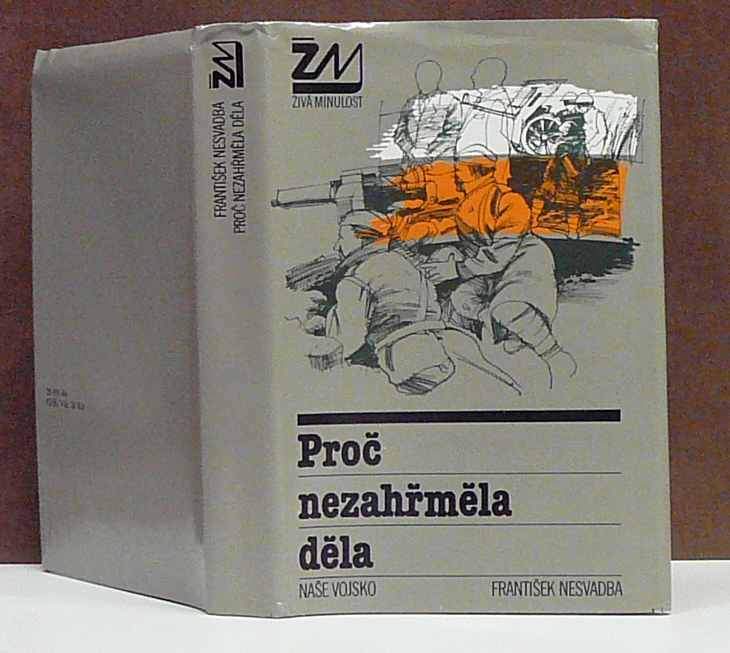 ŽM
ŽIVÁ MINULOST
Proč
nezahřměla
děla
NAŠE VOJSKO
FRANTIŠEK NESVADBA
ŽM
FRANTIŠEK NESVADBA
PROČ NEZAHŘMĚLA DĚLA